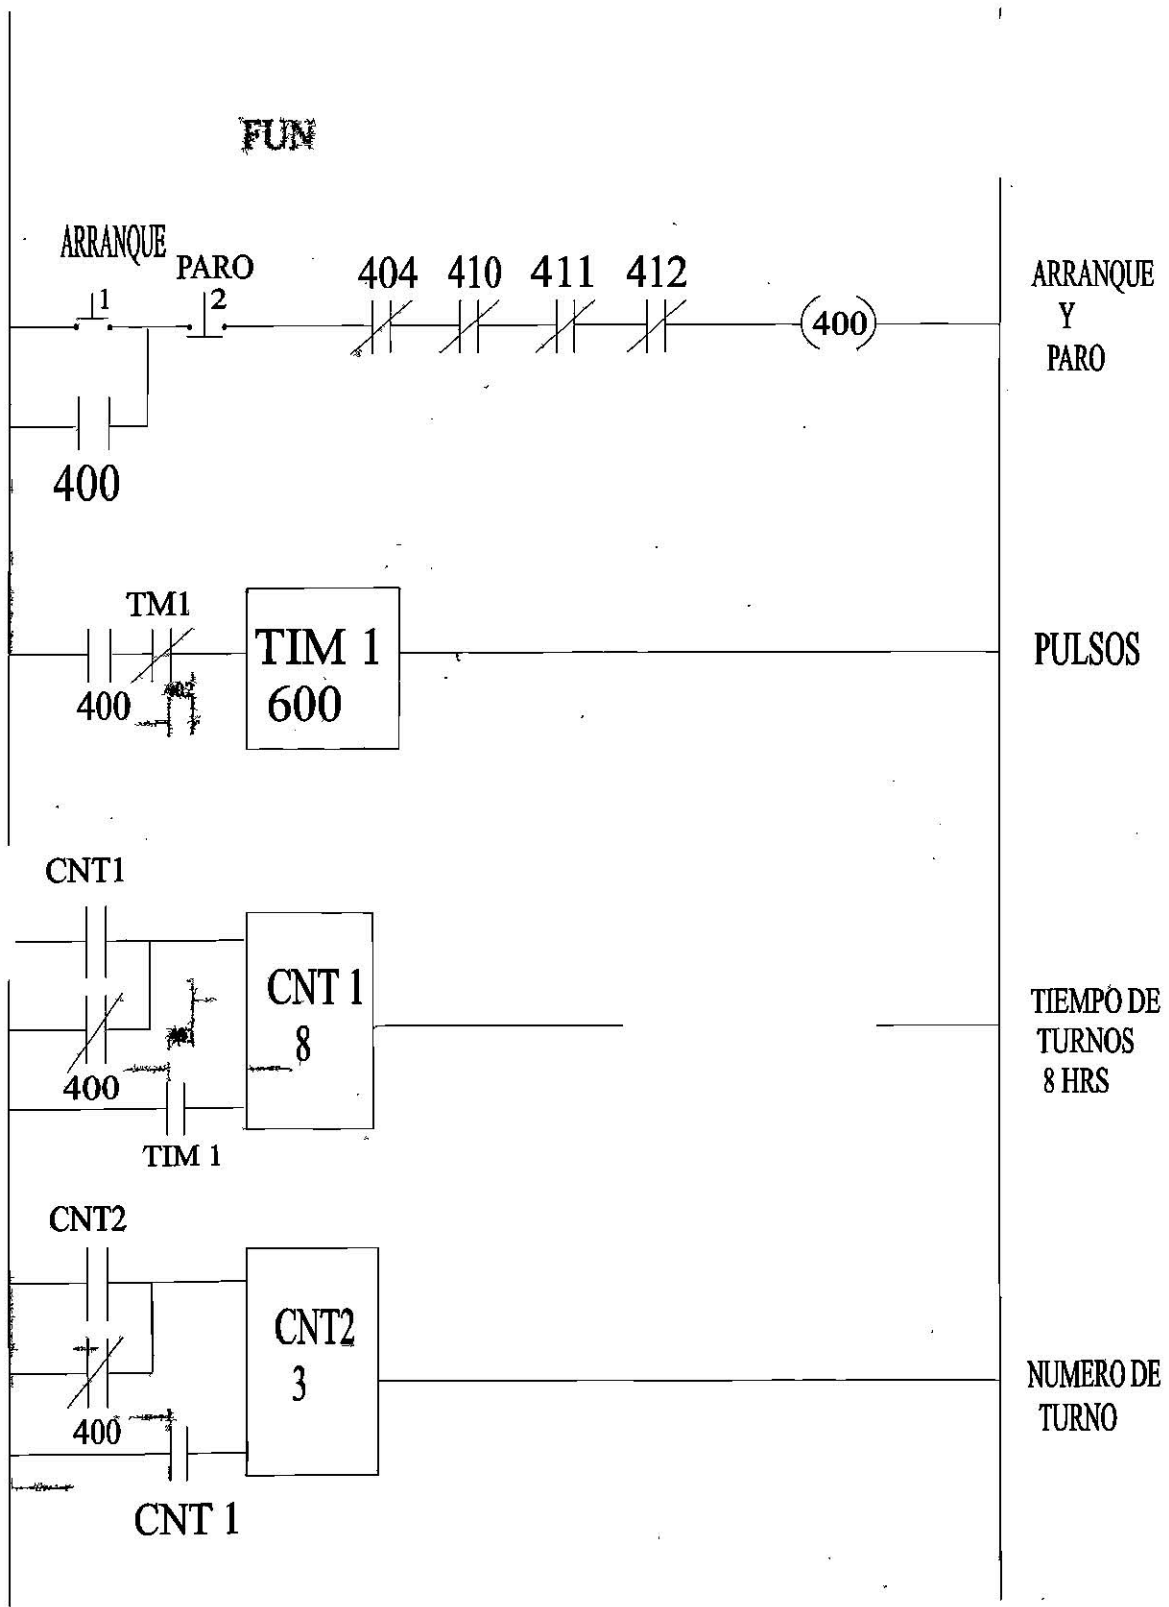 FUN
ARRANQUE
PARO
1
2
404
410
411
412
400
ARRANQUE
Y
PARO
400
TM1
TIM 1
600
400
PULSOS
CNT1
CNT 1
8
400
TIM 1
TIEMPO DE
TURNOS
8 HRS
CNT2
CNT2
3
400
CNT 1
NUMERO DE
TURNO